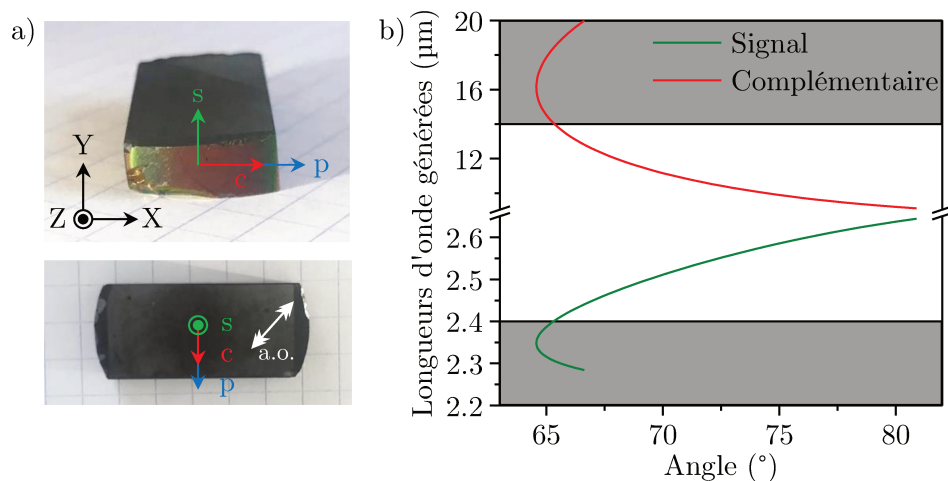 a)
s
c
p
Y
Z
X
s
c
p
a.o.
b)
Longueurs d'onde générées (μm)
20
16
12
2.6
2.5
2.4
2.3
2.2
Signal
Complémentaire
65
70
75
80
Angle (°)